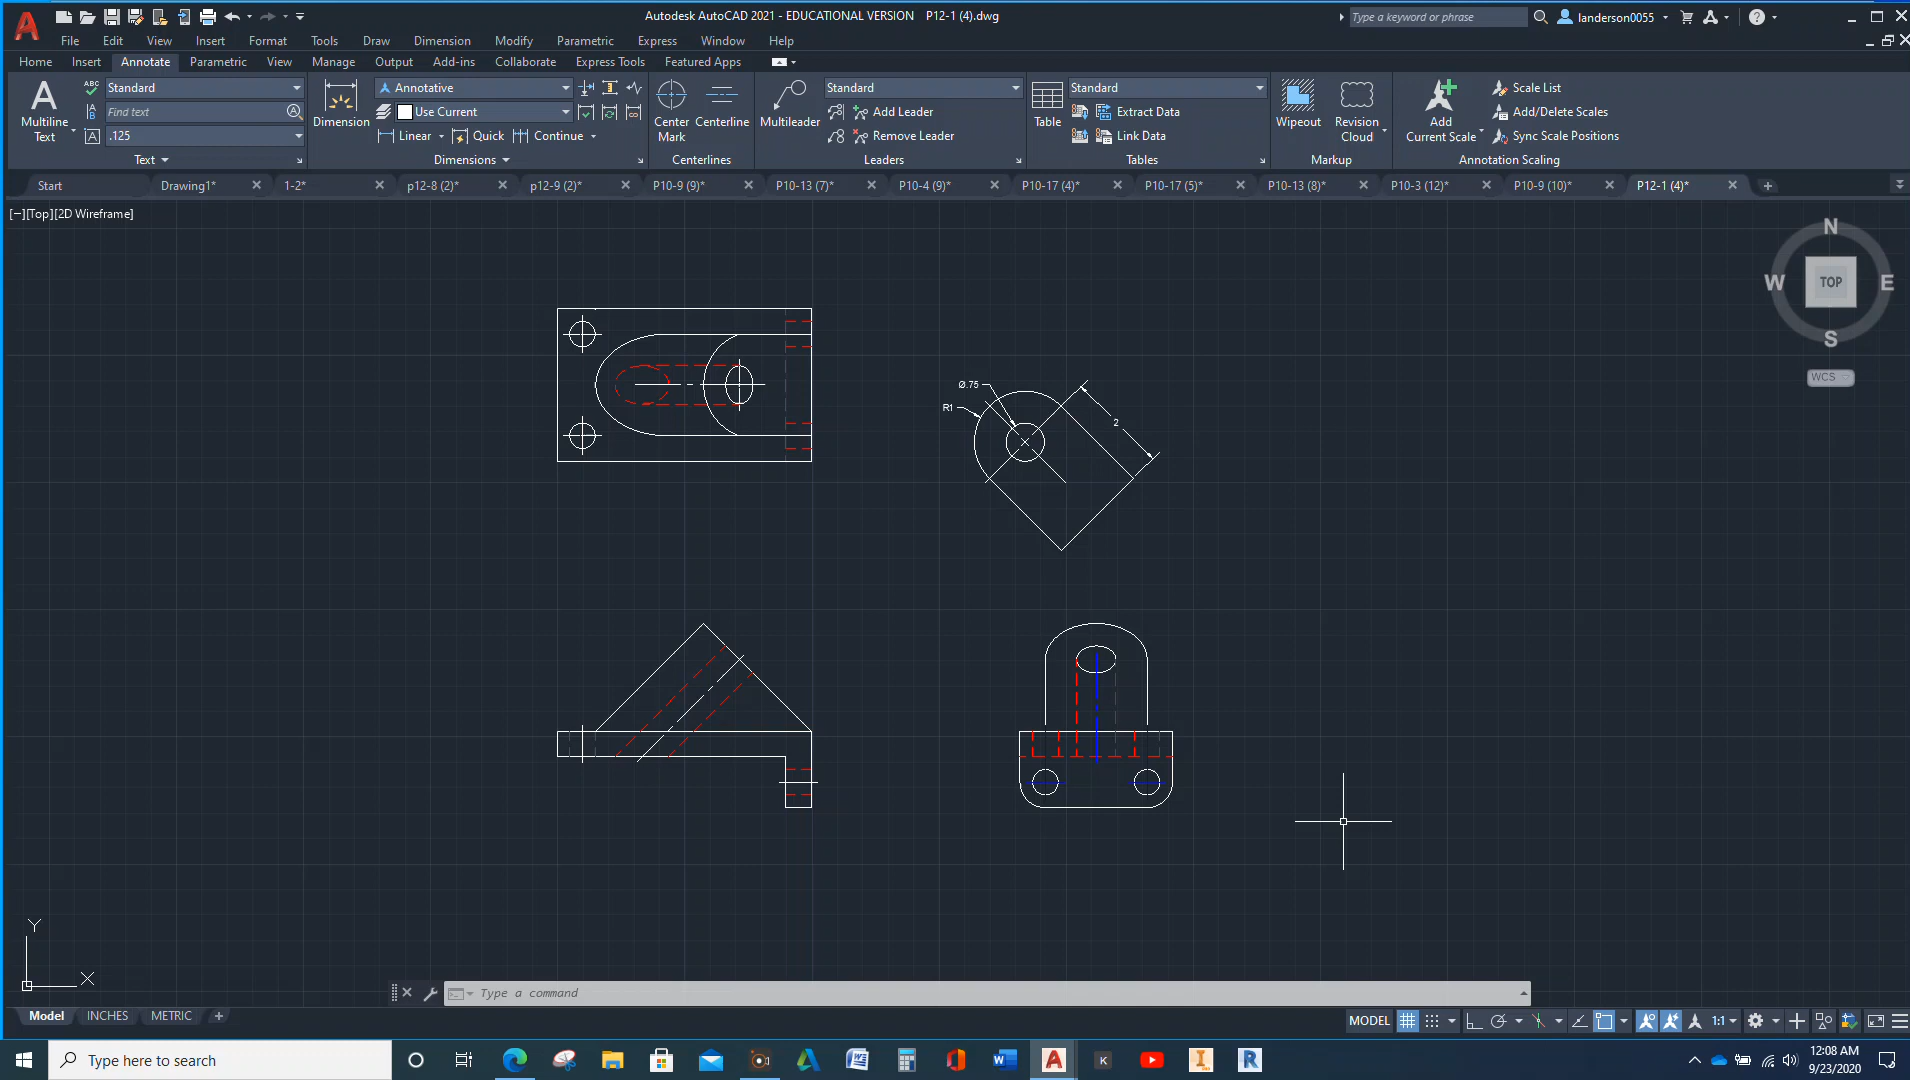 Autodesk AutoCAD 2021 - EDUCATIONAL VERSION P12-1 (4).dwg
Type a keyword or phrase
landerson0055
File Edit View Insert Format Tools Draw Dimension Modify Parametric Express Window Help
Home Insert Annotate Parametric View Manage Output Add-ins Collaborate Express Tools Featured Apps
A
Multiline
Text
ABC
Standard
Find text
.125
Text
Dimension
Annotative
Use Current
Linear
Quick
Continue
Dimensions
Center
Mark
Centerline
Centerlines
Multileader
Standard
Add Leader
Remove Leader
Leaders
Table
Standard
Extract Data
Link Data
Tables
Wipeout
Revision
Cloud
Markup
Add
Current Scale
Scale List
Add/Delete Scales
Sync Scale Positions
Annotation Scaling
Start Drawing1* 1-2* p12-8 (2)* p12-9 (2)* P10-9 (9)* P10-13 (7)* P10-4 (9)* P10-17 (4)* P10-17 (5)* P10-13 (8)* P10-3 (12)* P10-9 (10)* P12-1 (4)*
[−][Top][2D Wireframe]
N
W TOP E
S
WCS
Ø.75
R1
2
Y
X
Type a command
Model INCHES METRIC
MODEL
1:1
Type here to search
12:08 AM
9/23/2020